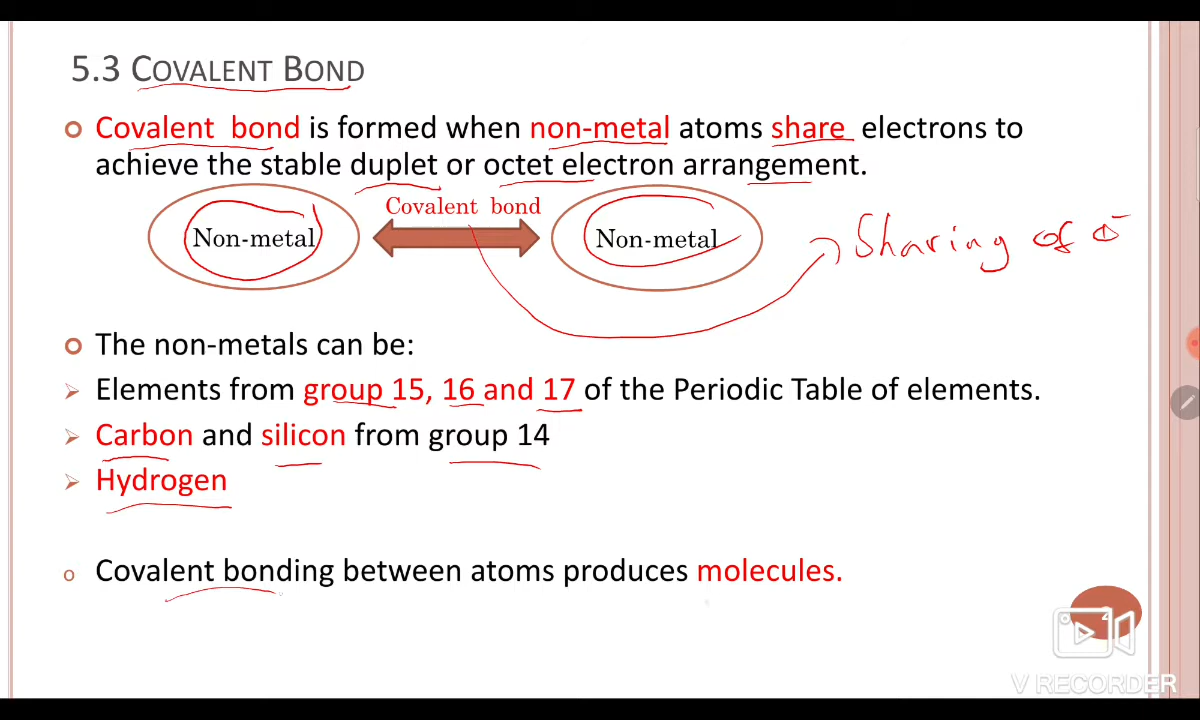 5.3 COVALENT BOND
Covalent bond is formed when non-metal atoms share electrons to
achieve the stable duplet or octet electron arrangement.
Covalent bond
Non-metal
Non-metal
Sharing of e⁻
The non-metals can be:
Elements from group 15, 16 and 17 of the Periodic Table of elements.
Carbon and silicon from group 14
Hydrogen
Covalent bonding between atoms produces molecules.
V RECORDER